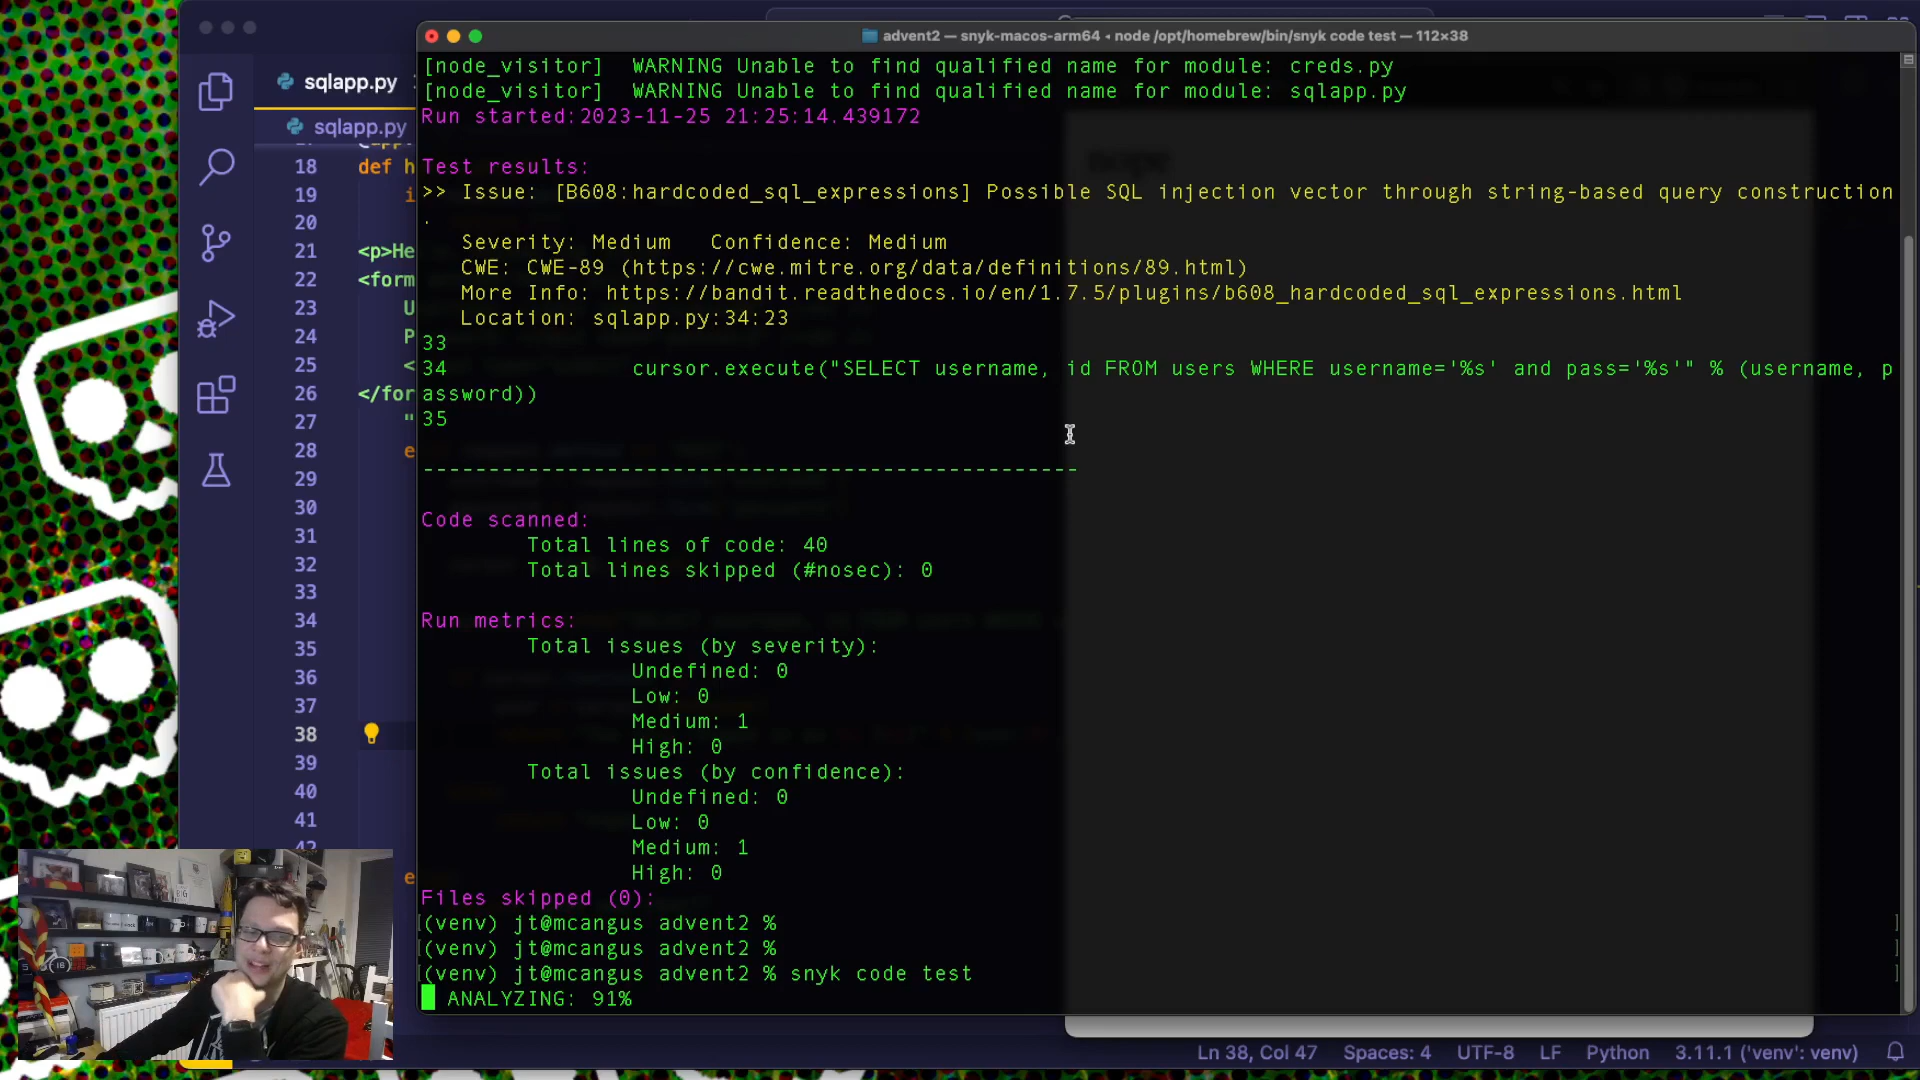 advent2 — snyk-macos-arm64 ◂ node /opt/homebrew/bin/snyk code test — 112×38
sqlapp.py
sqlapp.py
18 def h
19 i
20
21 <p>He
22 <form
23 U
24 P
25 <
26 </for
27 "
28 e
29
30
31
32
33
34
35
36
37
38
39
40
41
42
e
[node_visitor]  WARNING Unable to find qualified name for module: creds.py
[node_visitor]  WARNING Unable to find qualified name for module: sqlapp.py
Run started:2023-11-25 21:25:14.439172
nope
Test results:
>> Issue: [B608:hardcoded_sql_expressions] Possible SQL injection vector through string-based query construction
.
Severity: Medium   Confidence: Medium
CWE: CWE-89 (https://cwe.mitre.org/data/definitions/89.html)
More Info: https://bandit.readthedocs.io/en/1.7.5/plugins/b608_hardcoded_sql_expressions.html
Location: sqlapp.py:34:23
33
34              cursor.execute("SELECT username, id FROM users WHERE username='%s' and pass='%s'" % (username, p
assword))
35
--------------------------------------------------
Code scanned:
Total lines of code: 40
Total lines skipped (#nosec): 0
Run metrics:
Total issues (by severity):
Undefined: 0
Low: 0
Medium: 1
High: 0
Total issues (by confidence):
Undefined: 0
Low: 0
Medium: 1
High: 0
Files skipped (0):
[(venv) jt@mcangus advent2 %                ]
[(venv) jt@mcangus advent2 %                ]
[(venv) jt@mcangus advent2 % snyk code test                ]
ANALYZING: 91%
Ln 38, Col 47   Spaces: 4   UTF-8   LF   Python   3.11.1 ('venv': venv)